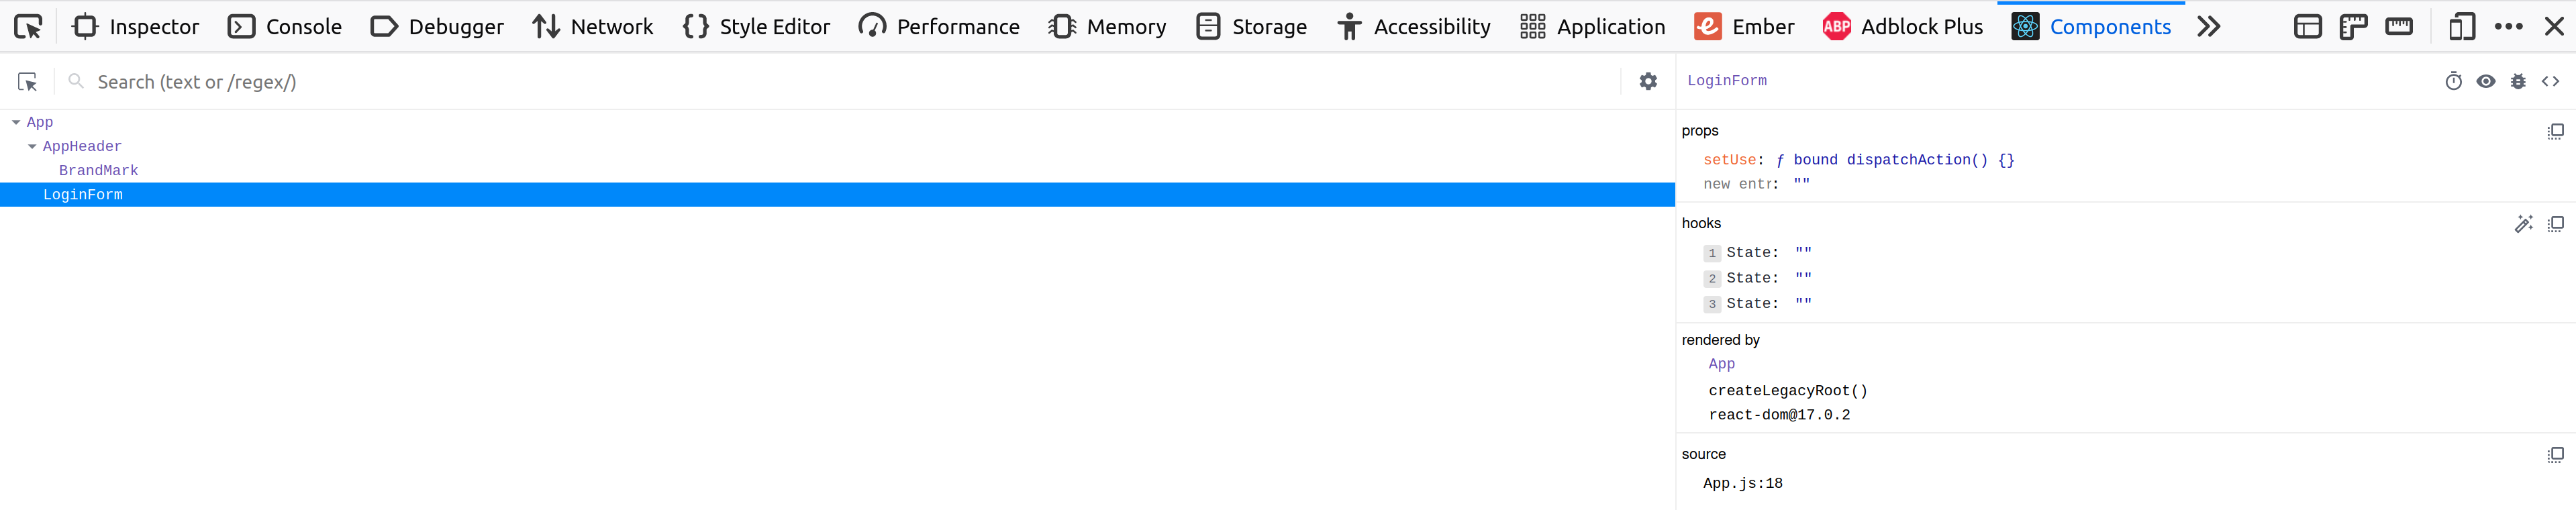 Inspector Console Debugger Network Style Editor Performance Memory Storage Accessibility Application Ember ABP Adblock Plus Components
Search (text or /regex/)
App
AppHeader
BrandMark
LoginForm
LoginForm
props
setUse: ƒ bound dispatchAction() {}
new entr: ""
hooks
1 State: ""
2 State: ""
3 State: ""
rendered by
App
createLegacyRoot()
react-dom@17.0.2
source
App.js:18